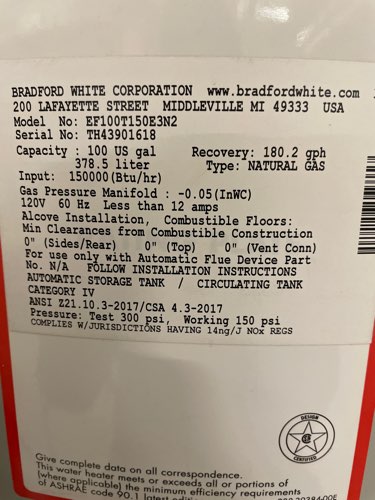 BRADFORD WHITE CORPORATION www.bradfordwhite.com
200 LAFAYETTE STREET MIDDLEVILLE MI 49333 USA
Model No: EF100T150E3N2
Serial No: TH43901618
Capacity : 100 US gal Recovery: 180.2 gph
378.5 liter Type: NATURAL GAS
Input: 150000(Btu/hr)
Gas Pressure Manifold : -0.05(InWC)
120V 60 Hz Less than 12 amps
Alcove Installation, Combustible Floors:
Min Clearances from Combustible Construction
0" (Sides/Rear) 0" (Top) 0" (Vent Conn)
For use only with Automatic Flue Device Part
No. N/A FOLLOW INSTALLATION INSTRUCTIONS
AUTOMATIC STORAGE TANK / CIRCULATING TANK
CATEGORY IV
ANSI Z21.10.3-2017/CSA 4.3-2017
Pressure: Test 300 psi, Working 150 psi
COMPLIES W/JURISDICTIONS HAVING 14ng/J NOx REGS
DESIGN
CERTIFIED
Give complete data on all correspondence.
This water heater meets or exceeds all or portions of
(where applicable) the minimum efficiency requirements
of ASHRAE code 90.1 latest